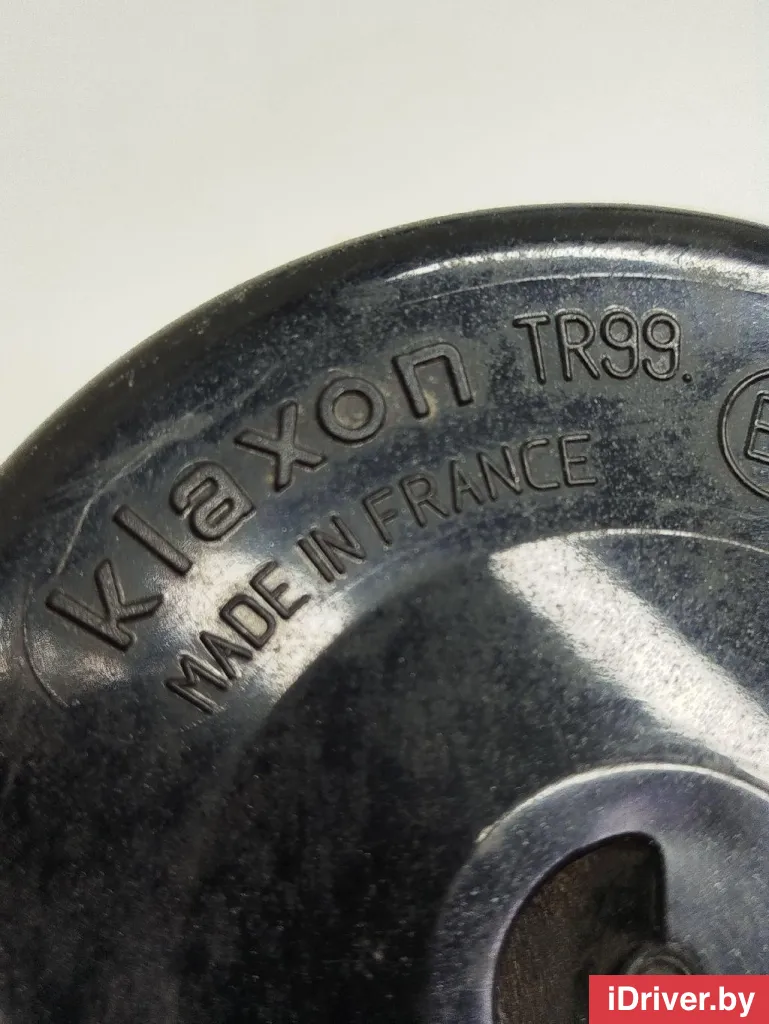 klaxon TR99.
MADE IN FRANCE
E
iDriver.by